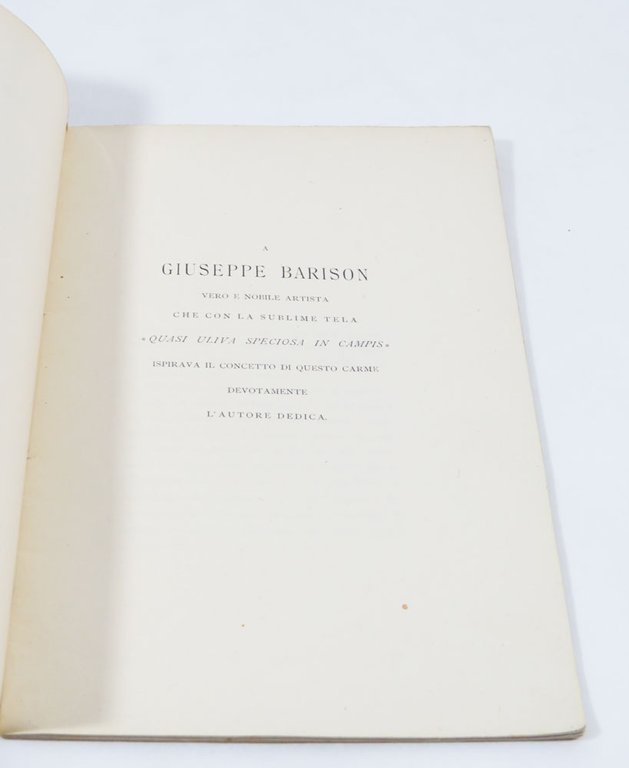 A
GIUSEPPE BARISON
VERO E NOBILE ARTISTA
CHE CON LA SUBLIME TELA
«QUASI ULIVA SPECIOSA IN CAMPIS»
ISPIRAVA IL CONCETTO DI QUESTO CARME
DEVOTAMENTE
L'AUTORE DEDICA.